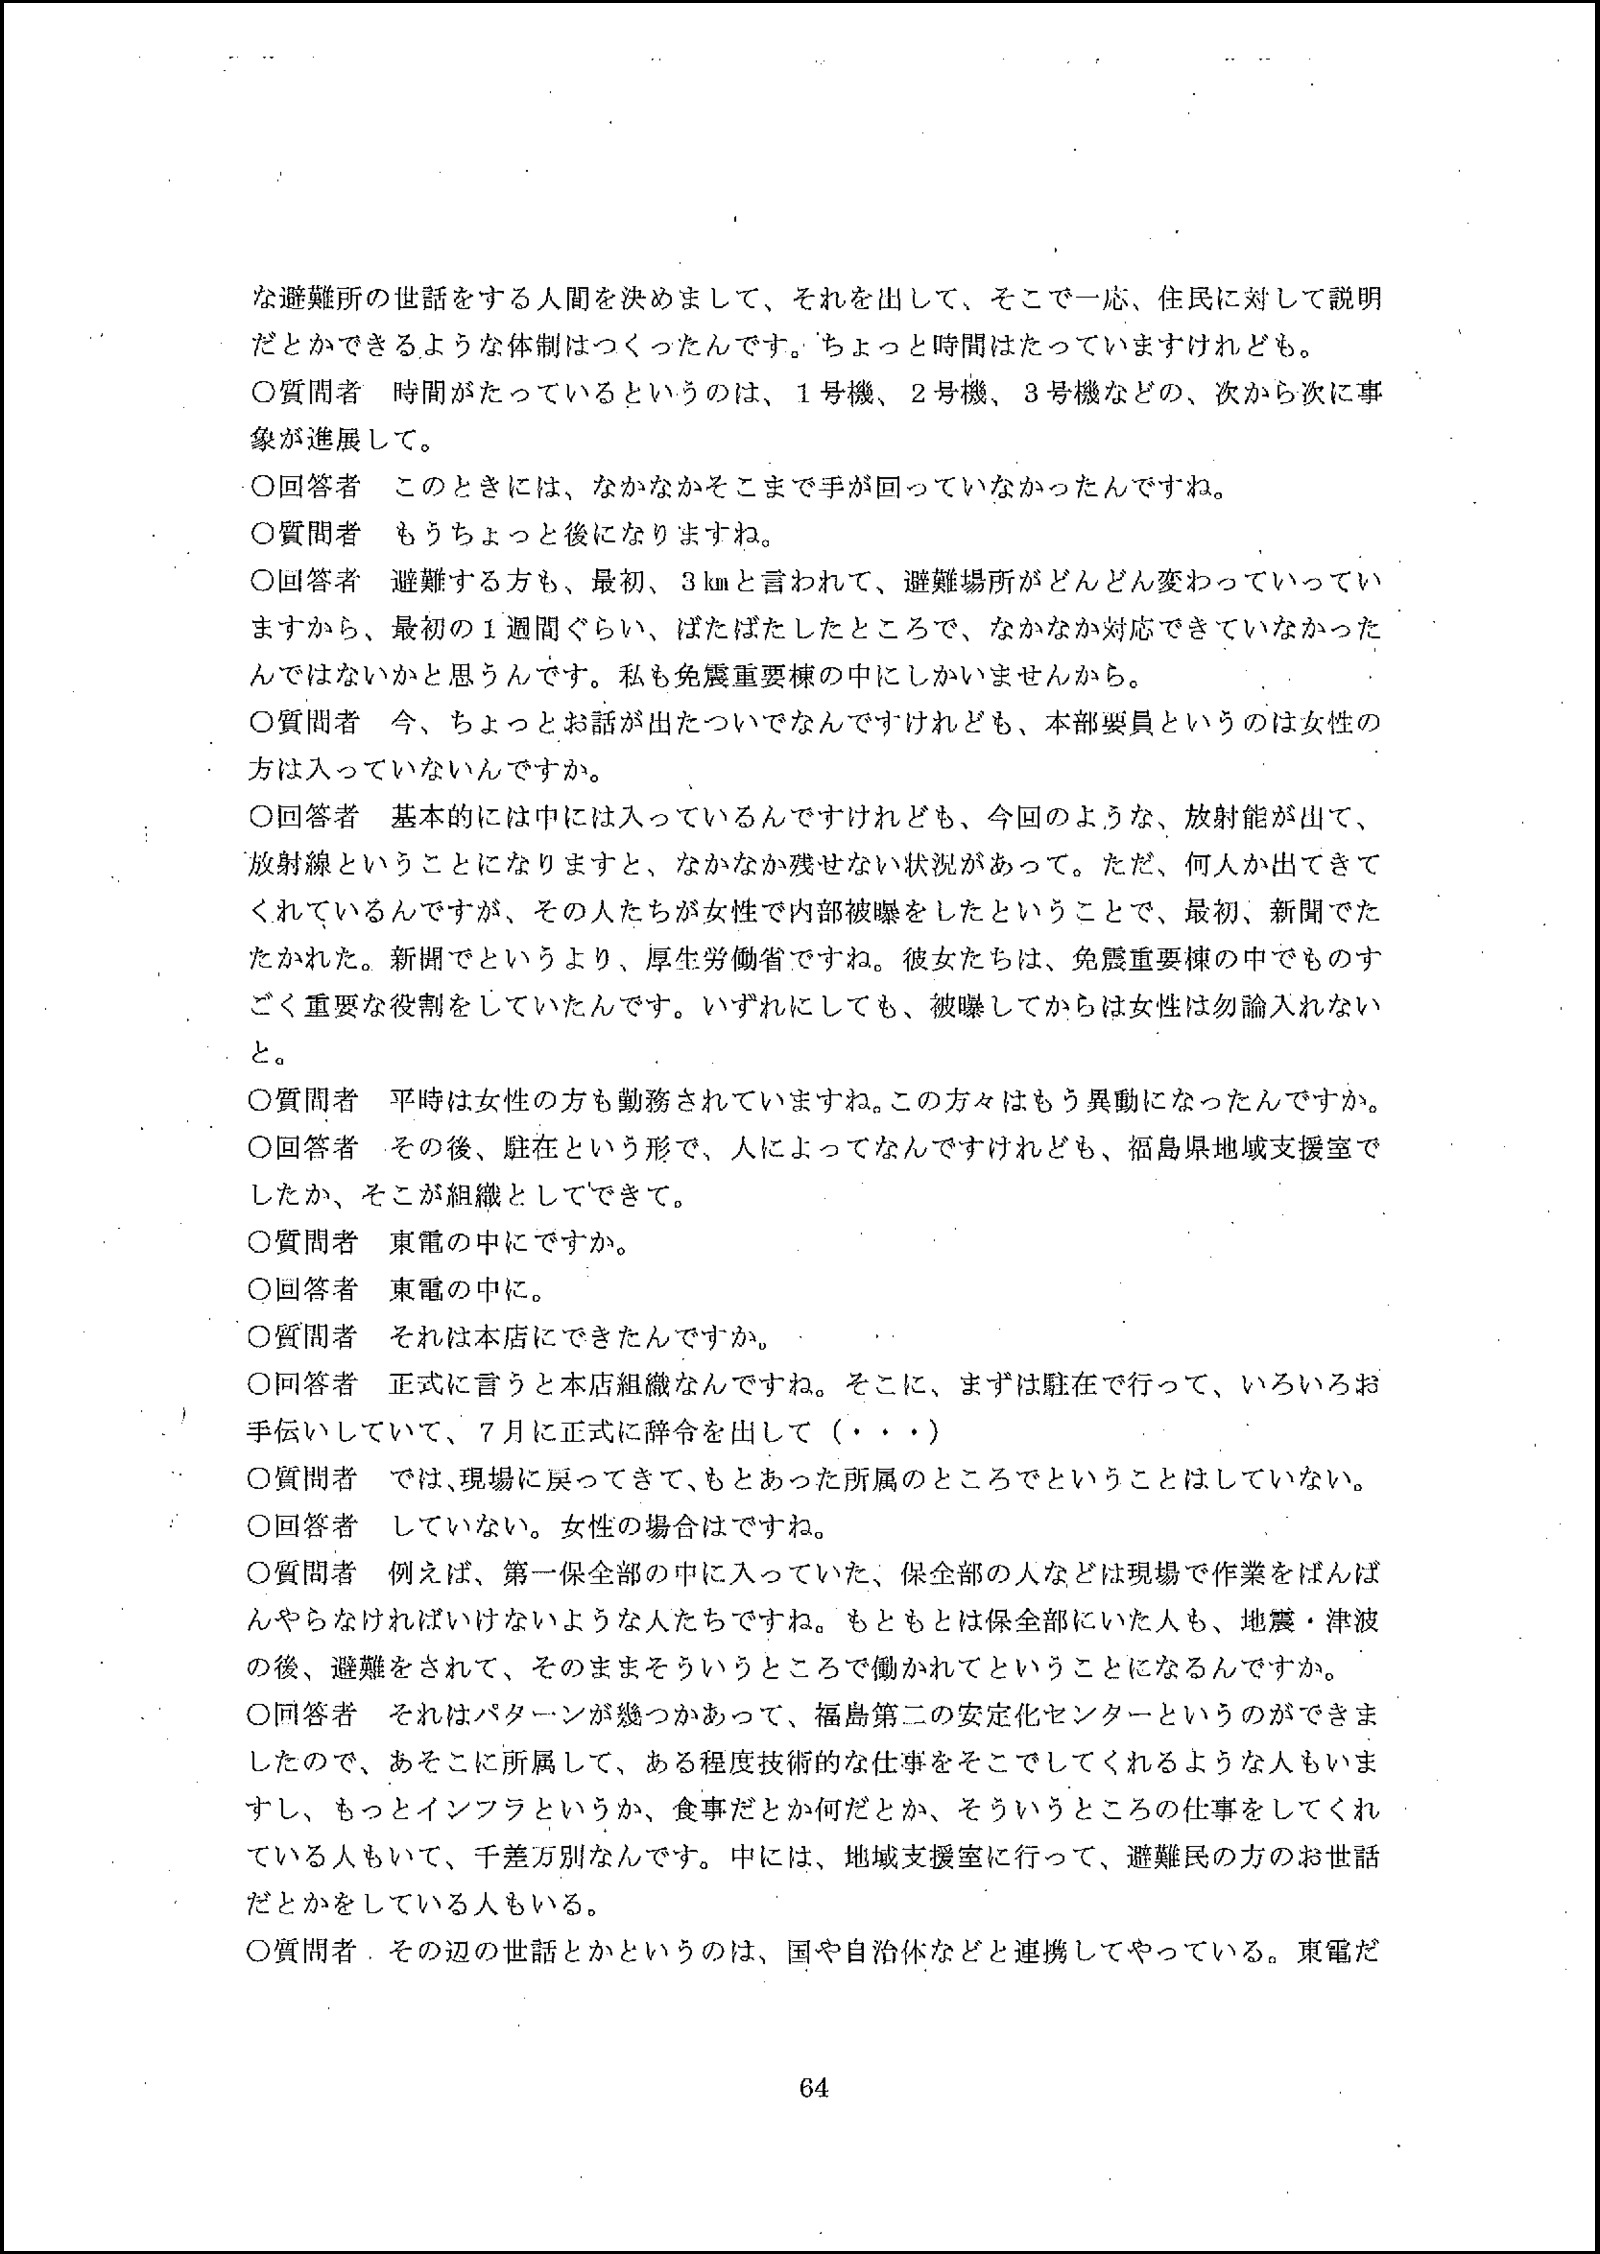 な避難所の世話をする人間を決めまして、それを出して、そこで一応、住民に対して説明
だとかできるような体制はつくったんです。ちょっと時間はたっていますけれども。
○質問者　時間がたっているというのは、１号機、２号機、３号機などの、次から次に事
象が進展して。
○回答者　このときには、なかなかそこまで手が回っていなかったんですね。
○質問者　もうちょっと後になりますね。
○回答者　避難する方も、最初、３㎞と言われて、避難場所がどんどん変わっていってい
ますから、最初の１週間ぐらい、ばたばたしたところで、なかなか対応できていなかった
んではないかと思うんです。私も免震重要棟の中にしかいませんから。
○質問者　今、ちょっとお話が出たついでなんですけれども、本部要員というのは女性の
方は入っていないんですか。
○回答者　基本的には中には入っているんですけれども、今回のような、放射能が出て、
放射線ということになりますと、なかなか残せない状況があって。ただ、何人か出てきて
くれているんですが、その人たちが女性で内部被曝をしたということで、最初、新聞でた
たかれた。新聞でというより、厚生労働省ですね。彼女たちは、免震重要棟の中でものす
ごく重要な役割をしていたんです。いずれにしても、被曝してからは女性は勿論入れない
と。
○質問者　平時は女性の方も勤務されていますね。この方々はもう異動になったんですか。
○回答者　その後、駐在という形で、人によってなんですけれども、福島県地域支援室で
したか、そこが組織としてできて。
○質問者　東電の中にですか。
○回答者　東電の中に。
○質問者　それは本店にできたんですか。
○回答者　正式に言うと本店組織なんですね。そこに、まずは駐在で行って、いろいろお
手伝いしていて、７月に正式に辞令を出して（・・・）
○質問者　では、現場に戻ってきて、もとあった所属のところでということはしていない。
○回答者　していない。女性の場合はですね。
○質問者　例えば、第一保全部の中に入っていた、保全部の人などは現場で作業をばんば
んやらなければいけないような人たちですね。もともとは保全部にいた人も、地震・津波
の後、避難をされて、そのままそういうところで働かれてということになるんですか。
○回答者　それはパターンが幾つかあって、福島第二の安定化センターというのができま
したので、あそこに所属して、ある程度技術的な仕事をそこでしてくれるような人もいま
すし、もっとインフラというか、食事だとか何だとか、そういうところの仕事をしてくれ
ている人もいて、千差万別なんです。中には、地域支援室に行って、避難民の方のお世話
だとかをしている人もいる。
○質問者　その辺の世話とかというのは、国や自治体などと連携してやっている。東電だ
64